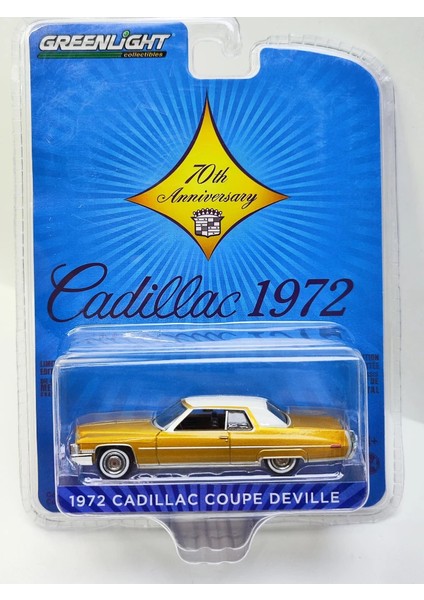 GREENLIGHT
collectibles
70th
Anniversary
Cadillac 1972
1972 CADILLAC COUPE DEVILLE